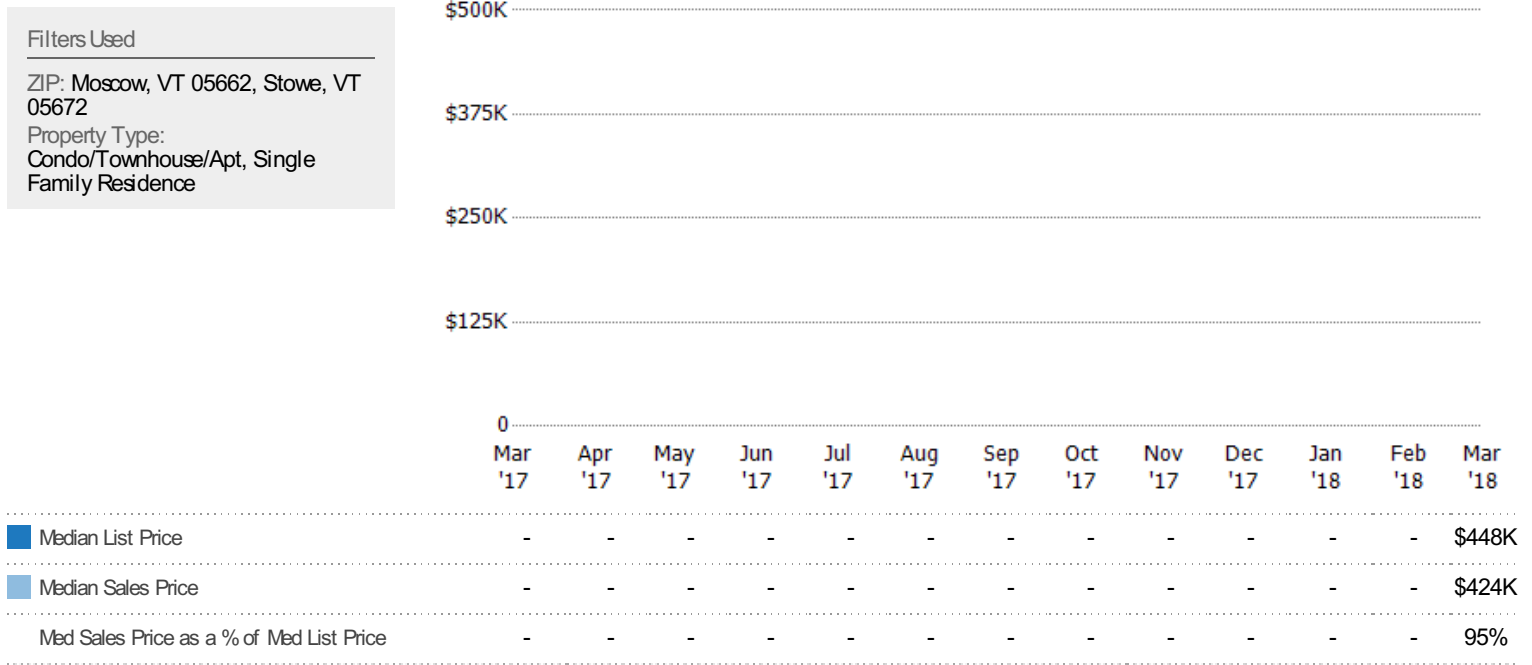 Filters Used
ZIP: Moscow, VT 05662, Stowe, VT
05672
Property Type:
Condo/Townhouse/Apt, Single
Family Residence
$500K
$375K
$250K
$125K
0
Mar Apr May Jun Jul Aug Sep Oct Nov Dec Jan Feb Mar
'17 '17 '17 '17 '17 '17 '17 '17 '17 '17 '18 '18 '18
Median List Price - - - - - - - - - - - - $448K
Median Sales Price - - - - - - - - - - - - $424K
Med Sales Price as a % of Med List Price - - - - - - - - - - - - 95%